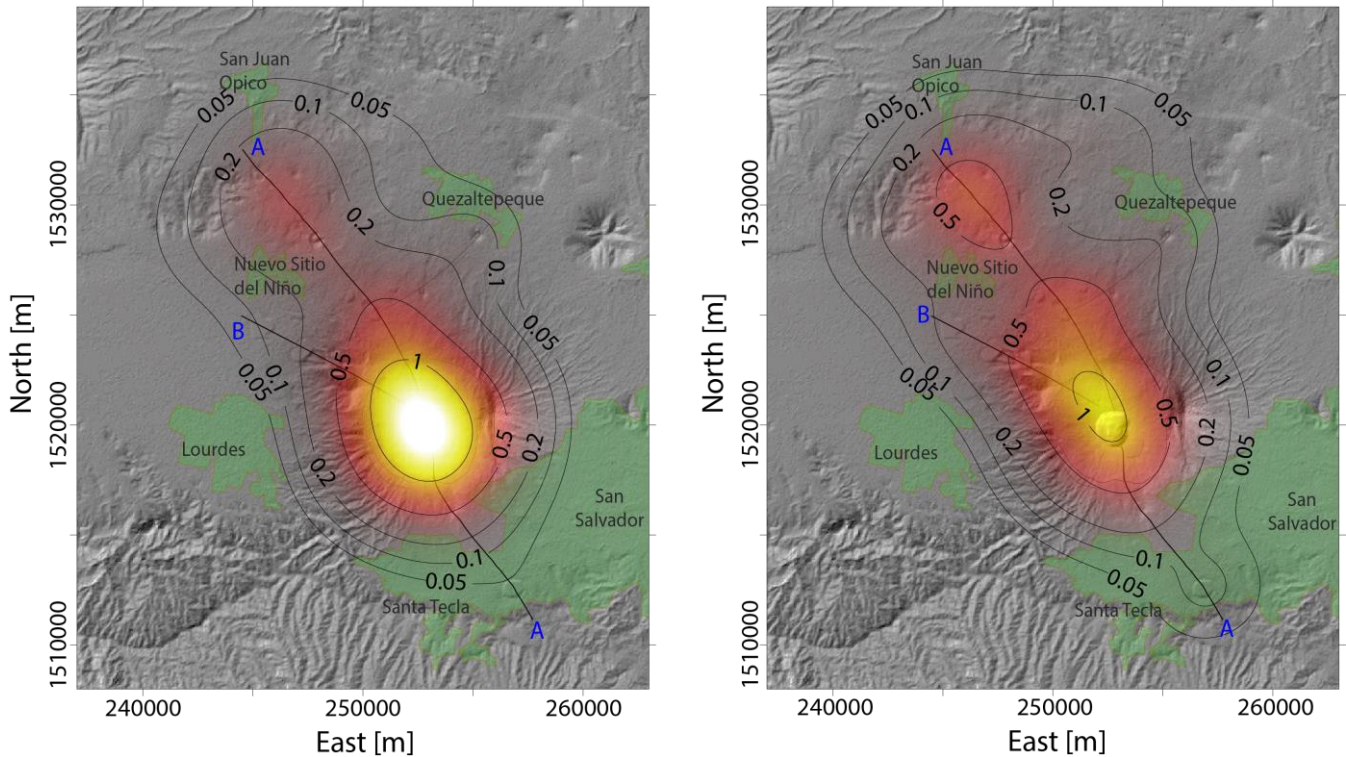 San Juan
Opico
0.05
0.1
0.05
A
0.2
Quezaltepeque
0.2
Nuevo Sitio
del Niño
0.1
B
0.05
0.5
1
0.1
0.05
0.5
0.2
Lourdes
0.2
San
Salvador
0.1
0.05
Santa Tecla
A
1530000
1520000
1510000
North [m]
240000
250000
260000
East [m]
San Juan
Opico
0.05
0.1
0.1
0.05
0.2
A
Quezaltepeque
0.2
0.5
Nuevo Sitio
del Niño
B
0.5
0.1
0.1
0.05
1
0.5
0.2
0.2
0.05
Lourdes
San
Salvador
0.1
0.05
Santa Tecla
A
1530000
1520000
1510000
North [m]
240000
250000
260000
East [m]